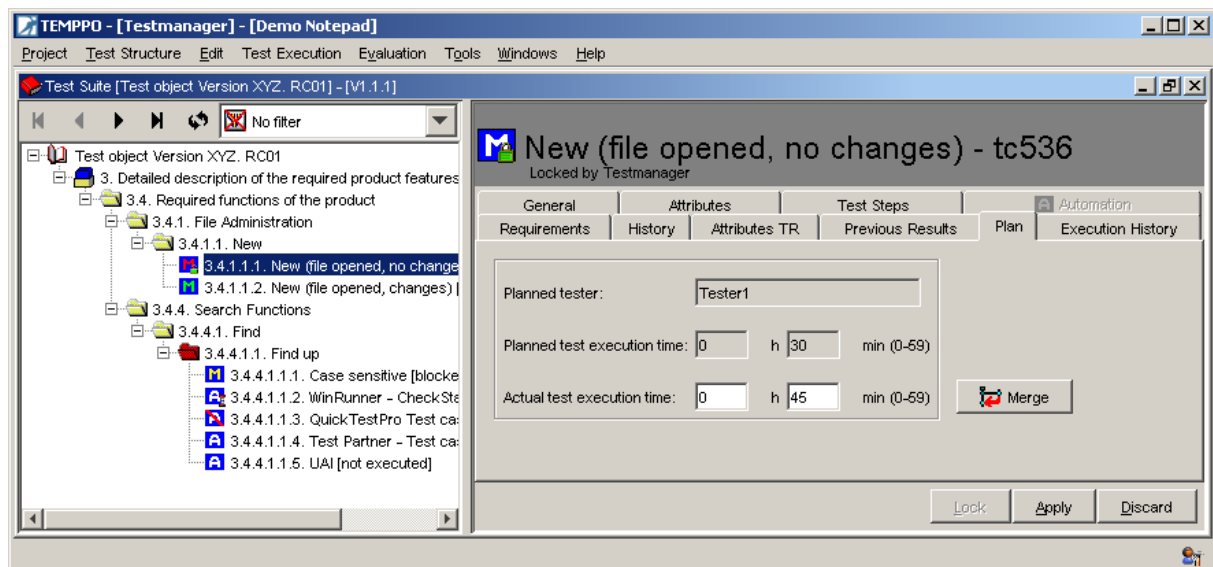 TEMPPO - [Testmanager] - [Demo Notepad]
Project Test Structure Edit Test Execution Evaluation Tools Windows Help
Test Suite [Test object Version XYZ. RC01] - [V1.1.1]
No filter
Test object Version XYZ. RC01
3. Detailed description of the required product features
3.4. Required functions of the product
3.4.1. File Administration
3.4.1.1. New
3.4.1.1.1. New (file opened, no change
3.4.1.1.2. New (file opened, changes) [
3.4.4. Search Functions
3.4.4.1. Find
3.4.4.1.1. Find up
3.4.4.1.1.1. Case sensitive [blocke
3.4.4.1.1.2. WinRunner - CheckSta
3.4.4.1.1.3. QuickTestPro Test ca
3.4.4.1.1.4. Test Partner - Test ca
3.4.4.1.1.5. UAI [not executed]
New (file opened, no changes) - tc536
Locked by Testmanager
General Attributes Test Steps Automation
Requirements History Attributes TR Previous Results Plan Execution History
Planned tester: Tester1
Planned test execution time: 0 h 30 min (0-59)
Actual test execution time: 0 h 45 min (0-59)
Merge
Lock Apply Discard